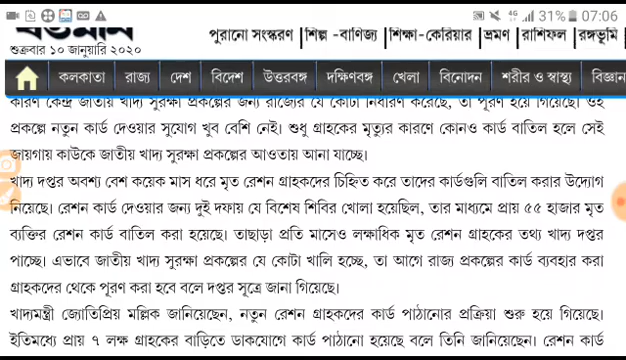 31% 07:06
বর্তমান
শুক্রবার ১০ জানুয়ারি ২০২০
পুরানো সংস্করণ |শিল্প -বাণিজ্য |শিক্ষা-কেরিয়ার |ভ্রমণ |রাশিফল |রঙ্গভূমি
কলকাতা রাজ্য দেশ বিদেশ উত্তরবঙ্গ দক্ষিণবঙ্গ খেলা বিনোদন শরীর ও স্বাস্থ্য বিজ্ঞান
কারণ কেন্দ্র জাতীয় খাদ্য সুরক্ষা প্রকল্পের জন্য রাজ্যের যে কোটা নির্ধারণ করেছে, তা পূরণ হয়ে গিয়েছে। ওই
প্রকল্পে নতুন কার্ড দেওয়ার সুযোগ খুব বেশি নেই। শুধু গ্রাহকের মৃত্যুর কারণে কোনও কার্ড বাতিল হলে সেই
জায়গায় কাউকে জাতীয় খাদ্য সুরক্ষা প্রকল্পের আওতায় আনা যাচ্ছে।
খাদ্য দপ্তর অবশ্য বেশ কয়েক মাস ধরে মৃত রেশন গ্রাহকদের চিহ্নিত করে তাদের কার্ডগুলি বাতিল করার উদ্যোগ
নিয়েছে। রেশন কার্ড দেওয়ার জন্য দুই দফায় যে বিশেষ শিবির খোলা হয়েছিল, তার মাধ্যমে প্রায় ৫৫ হাজার মৃত
ব্যক্তির রেশন কার্ড বাতিল করা হয়েছে। তাছাড়া প্রতি মাসেও লক্ষাধিক মৃত রেশন গ্রাহকের তথ্য খাদ্য দপ্তর
পাচ্ছে। এভাবে জাতীয় খাদ্য সুরক্ষা প্রকল্পের যে কোটা খালি হচ্ছে, তা আগে রাজ্য প্রকল্পের কার্ড ব্যবহার করা
গ্রাহকদের থেকে পূরণ করা হবে বলে দপ্তর সূত্রে জানা গিয়েছে।
খাদ্যমন্ত্রী জ্যোতিপ্রিয় মল্লিক জানিয়েছেন, নতুন রেশন গ্রাহকদের কার্ড পাঠানোর প্রক্রিয়া শুরু হয়ে গিয়েছে।
ইতিমধ্যে প্রায় ৭ লক্ষ গ্রাহকের বাড়িতে ডাকযোগে কার্ড পাঠানো হয়েছে বলে তিনি জানিয়েছেন। রেশন কার্ড